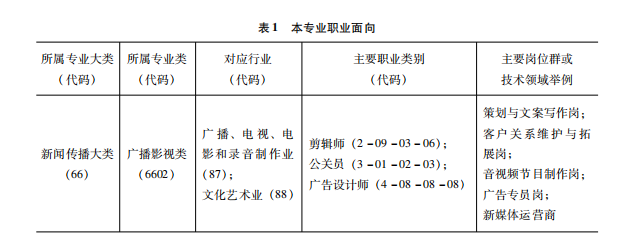 表1 本专业职业面向
所属专业大类
（代码）
所属专业类
（代码）
对应行业
（代码）
主要职业类别
（代码）
主要岗位群或
技术领域举例
新闻传播大类
(66)
广播影视类
(6602)
广播、电视、电
影和录音制作业
(87)；
文化艺术业 (88)
剪辑师 (2-09-03-06)；
公关员 (3-01-02-03)；
广告设计师 (4-08-08-08)
策划与文案写作岗；
客户关系维护与拓
展岗；
音视频节目制作岗；
广告专员岗；
新媒体运营商